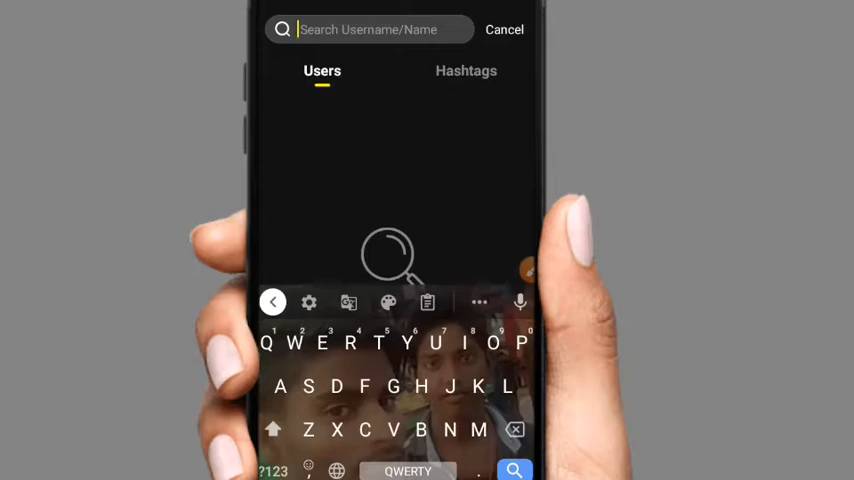 Search Username/Name Cancel
Users Hashtags
1 2 3 4 5 6 7 8 9 0
Q W E R T Y U I O P
A S D F G H J K L
Z X C V B N M
?123 , QWERTY .